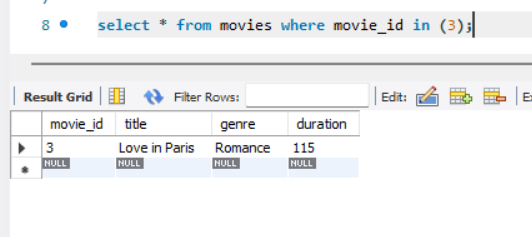 8 select * from movies where movie_id in (3);
Result Grid Filter Rows: Edit:
movie_id title genre duration
3 Love in Paris Romance 115
NULL NULL NULL NULL